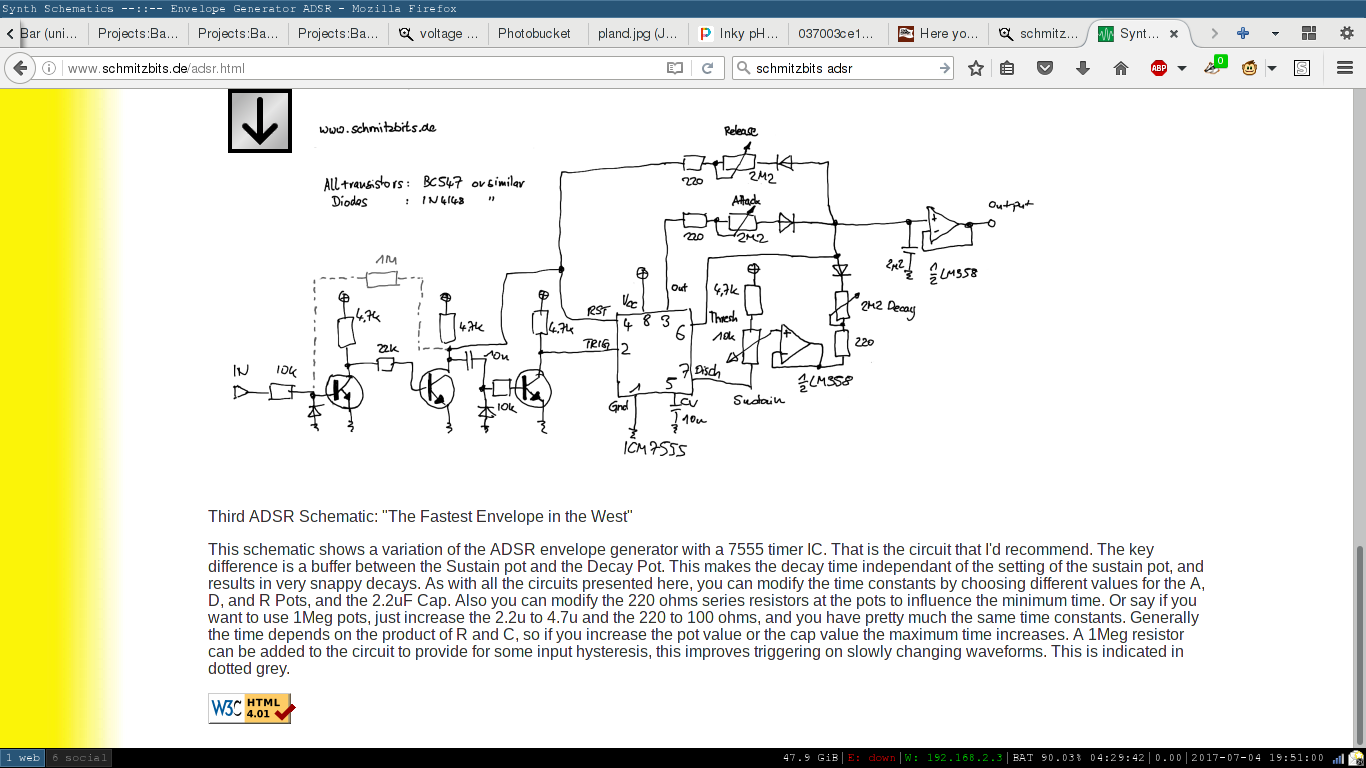 Synth Schematics --::-- Envelope Generator ADSR - Mozilla Firefox
Bar (uni... Projects:Ba... Projects:Ba... Projects:Ba... voltage ... Photobucket pland.jpg (J... Inky pH... 037003ce1... Here yo... schmitz... Synt...
www.schmitzbits.de/adsr.html
schmitzbits adsr
ABP
0
S
www.schmitzbits.de
All transistors: BC547 or similar
Diodes : 1N4148 "
Release
220
2M2
Attack
220
2M2
Output
2µ2
½ LM358
1M
4,7k
22k
4.7k
10n
4.7k
RST
TRIG
Vcc
Out
4 8 3
6
2
7
1
5
Thresh
Disch
Gnd
CV
10n
ICM7555
4,7k
10k
Sustain
½ LM358
2M2 Decay
220
IN
10k
10k
Third ADSR Schematic: "The Fastest Envelope in the West"
This schematic shows a variation of the ADSR envelope generator with a 7555 timer IC. That is the circuit that I'd recommend. The key
difference is a buffer between the Sustain pot and the Decay Pot. This makes the decay time independant of the setting of the sustain pot, and
results in very snappy decays. As with all the circuits presented here, you can modify the time constants by choosing different values for the A,
D, and R Pots, and the 2.2uF Cap. Also you can modify the 220 ohms series resistors at the pots to influence the minimum time. Or say if you
want to use 1Meg pots, just increase the 2.2u to 4.7u and the 220 to 100 ohms, and you have pretty much the same time constants. Generally
the time depends on the product of R and C, so if you increase the pot value or the cap value the maximum time increases. A 1Meg resistor
can be added to the circuit to provide for some input hysteresis, this improves triggering on slowly changing waveforms. This is indicated in
dotted grey.
W3C HTML 4.01
1 web 6 social
47.9 GiB|E: down|W: 192.168.2.3|BAT 90.03% 04:29:42|0.00|2017-07-04 19:51:00